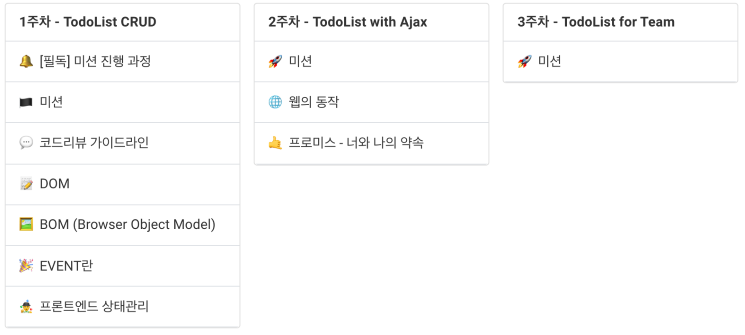 1주차 - TodoList CRUD
🔔 [필독] 미션 진행 과정
🏴 미션
💬 코드리뷰 가이드라인
📝 DOM
🖼️ BOM (Browser Object Model)
🎉 EVENT란
🧙 프론트엔드 상태관리
2주차 - TodoList with Ajax
🚀 미션
🌐 웹의 동작
🤙 프로미스 - 너와 나의 약속
3주차 - TodoList for Team
🚀 미션